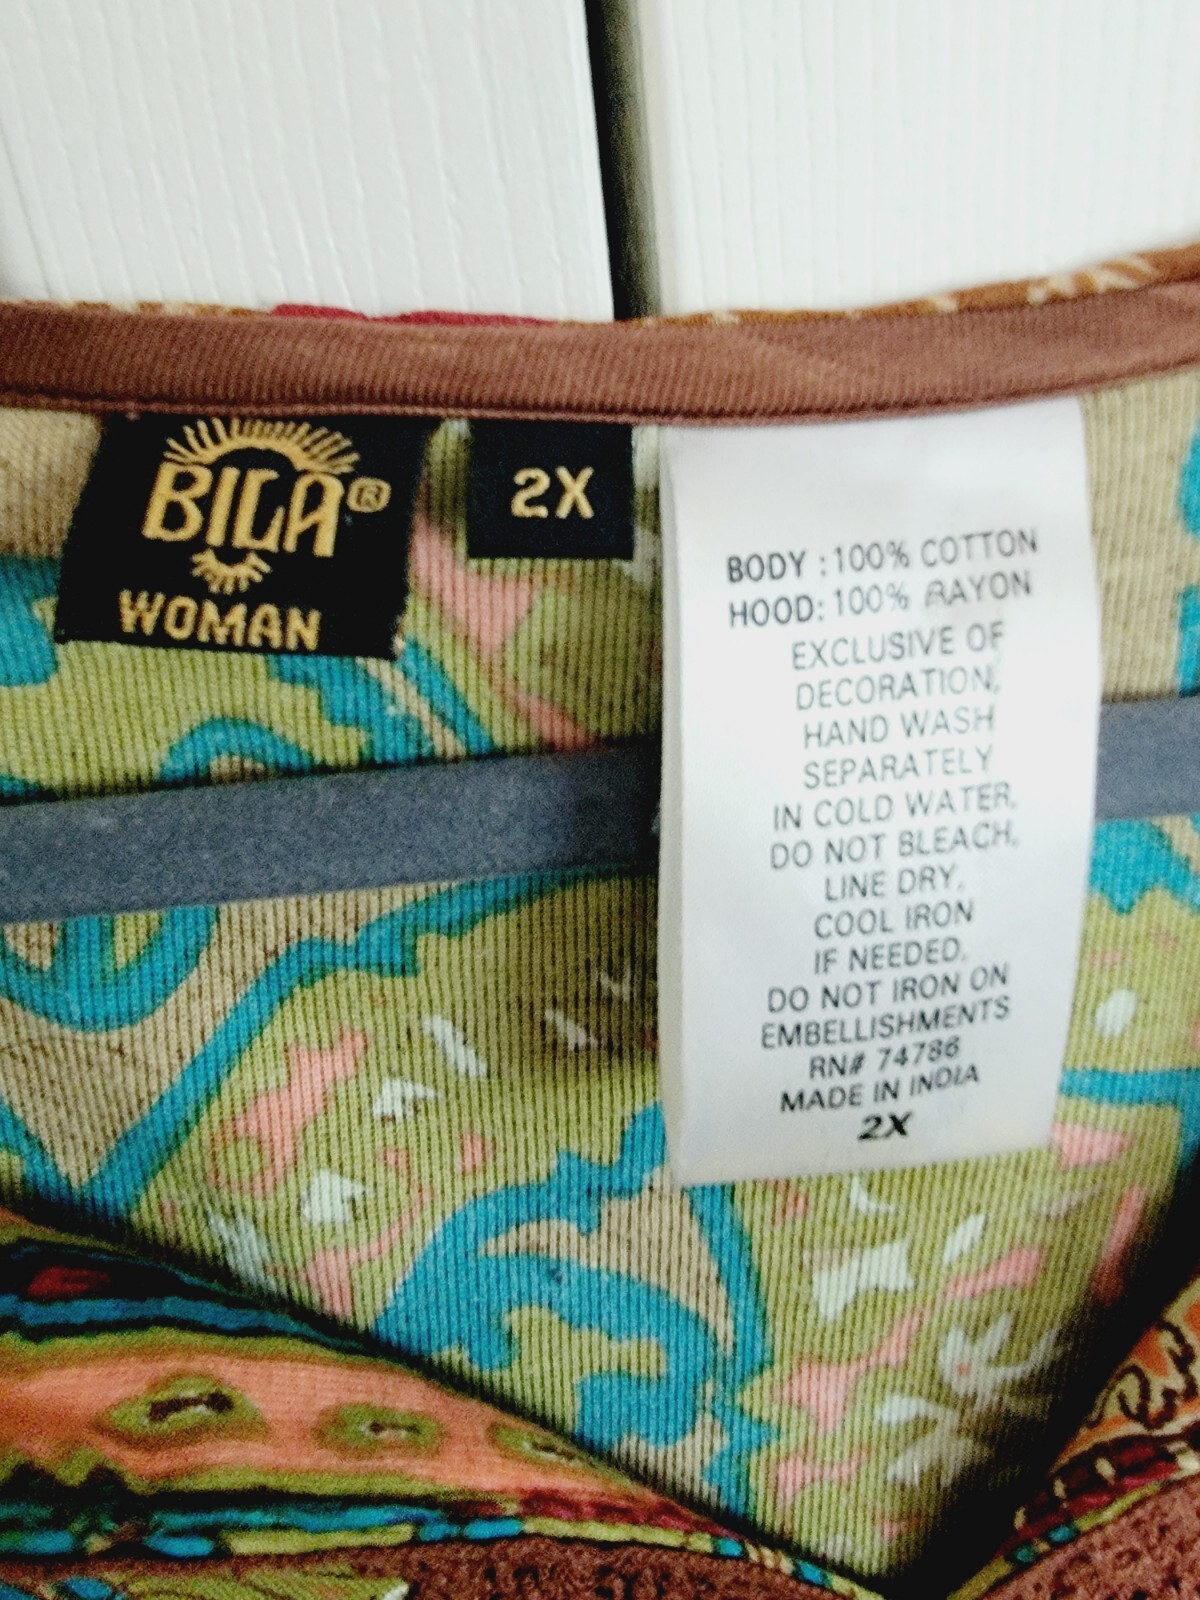 BILA®
WOMAN
2X
BODY : 100% COTTON
HOOD: 100% RAYON
EXCLUSIVE OF
DECORATION,
HAND WASH
SEPARATELY
IN COLD WATER.
DO NOT BLEACH.
LINE DRY.
COOL IRON
IF NEEDED.
DO NOT IRON ON
EMBELLISHMENTS
RN# 74786
MADE IN INDIA
2X